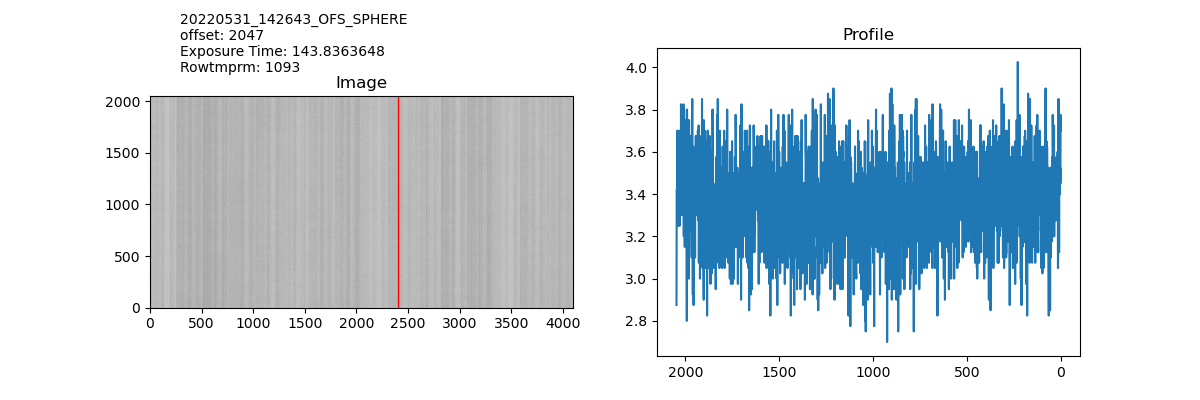 20220531_142643_OFS_SPHERE
offset: 2047
Exposure Time: 143.8363648
Rowtmprm: 1093
Image
2000
1500
1000
500
0
0 500 1000 1500 2000 2500 3000 3500 4000
Profile
4.0
3.8
3.6
3.4
3.2
3.0
2.8
2000 1500 1000 500 0